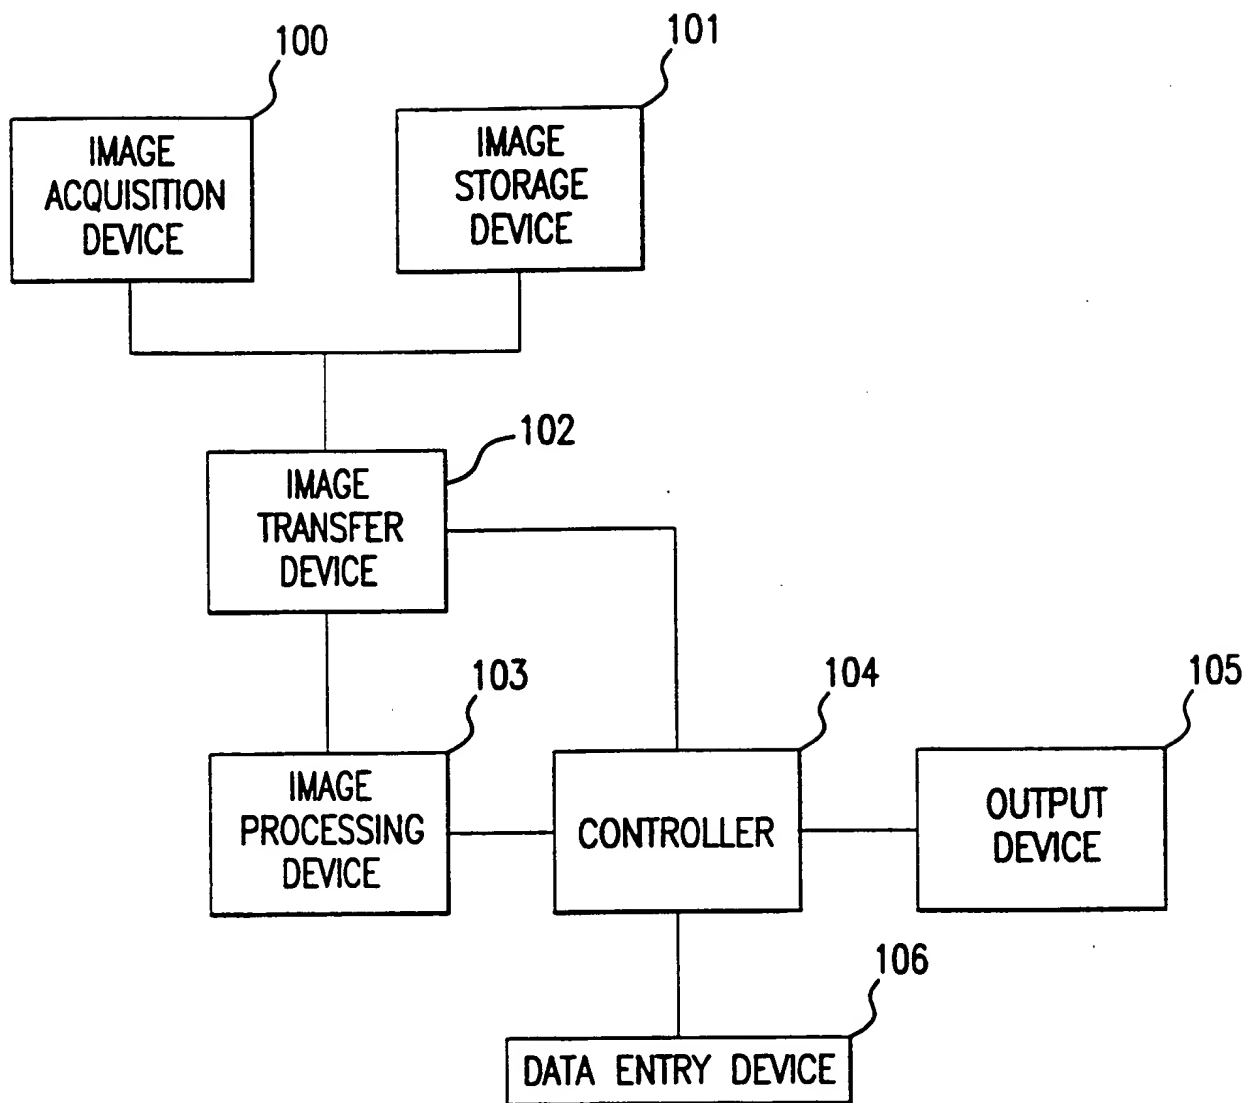 100
101
IMAGE
ACQUISITION
DEVICE
IMAGE
STORAGE
DEVICE
102
IMAGE
TRANSFER
DEVICE
103
104
105
IMAGE
PROCESSING
DEVICE
CONTROLLER
OUTPUT
DEVICE
106
DATA ENTRY DEVICE